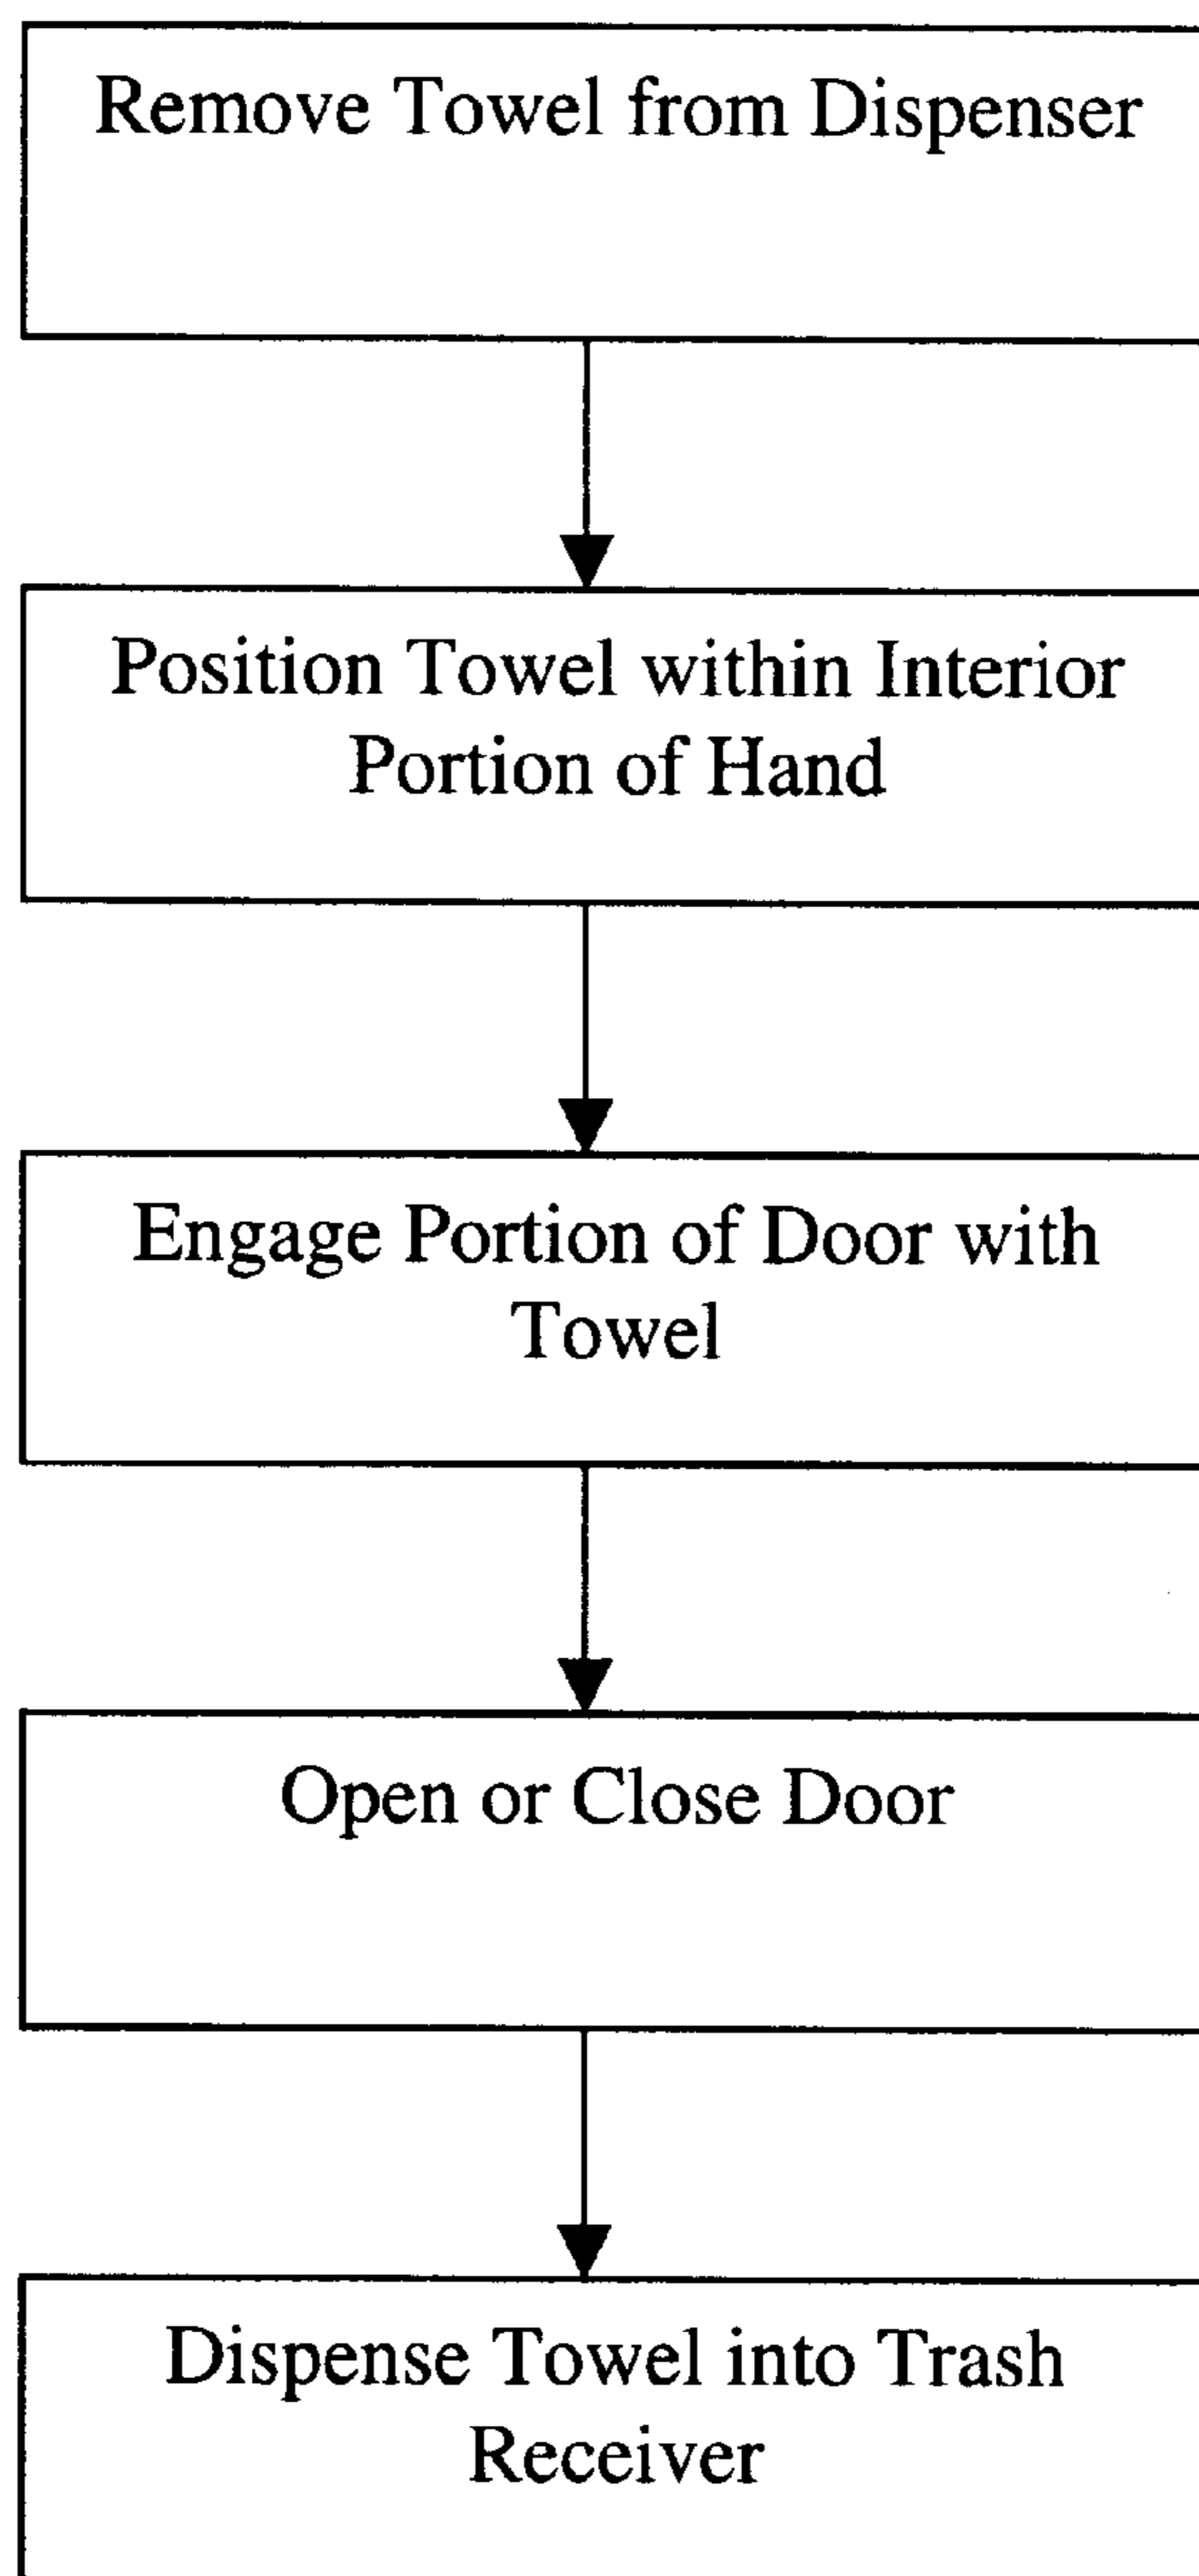 Remove Towel from Dispenser
Position Towel within Interior
Portion of Hand
Engage Portion of Door with
Towel
Open or Close Door
Dispense Towel into Trash
Receiver